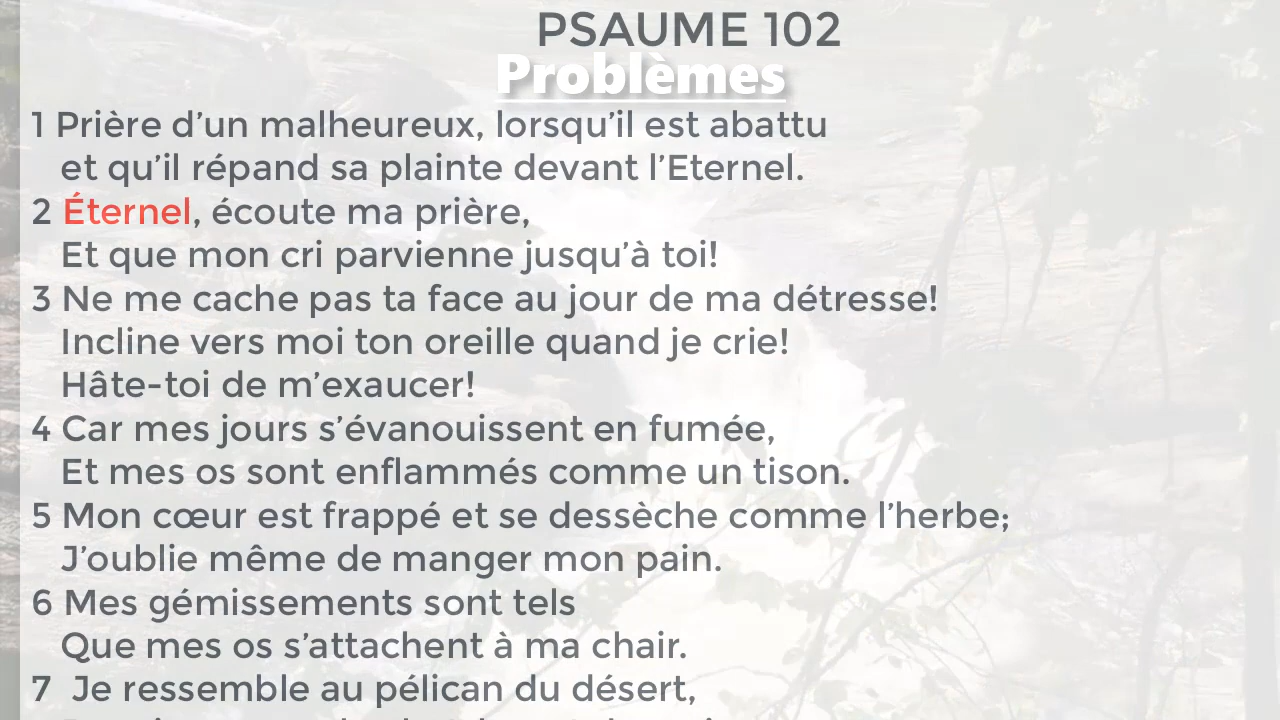 PSAUME 102
Problèmes
1 Prière d’un malheureux, lorsqu’il est abattu
et qu’il répand sa plainte devant l’Eternel.
2 Éternel, écoute ma prière,
Et que mon cri parvienne jusqu’à toi!
3 Ne me cache pas ta face au jour de ma détresse!
Incline vers moi ton oreille quand je crie!
Hâte-toi de m’exaucer!
4 Car mes jours s’évanouissent en fumée,
Et mes os sont enflammés comme un tison.
5 Mon cœur est frappé et se dessèche comme l’herbe;
J’oublie même de manger mon pain.
6 Mes gémissements sont tels
Que mes os s’attachent à ma chair.
7 Je ressemble au pélican du désert,